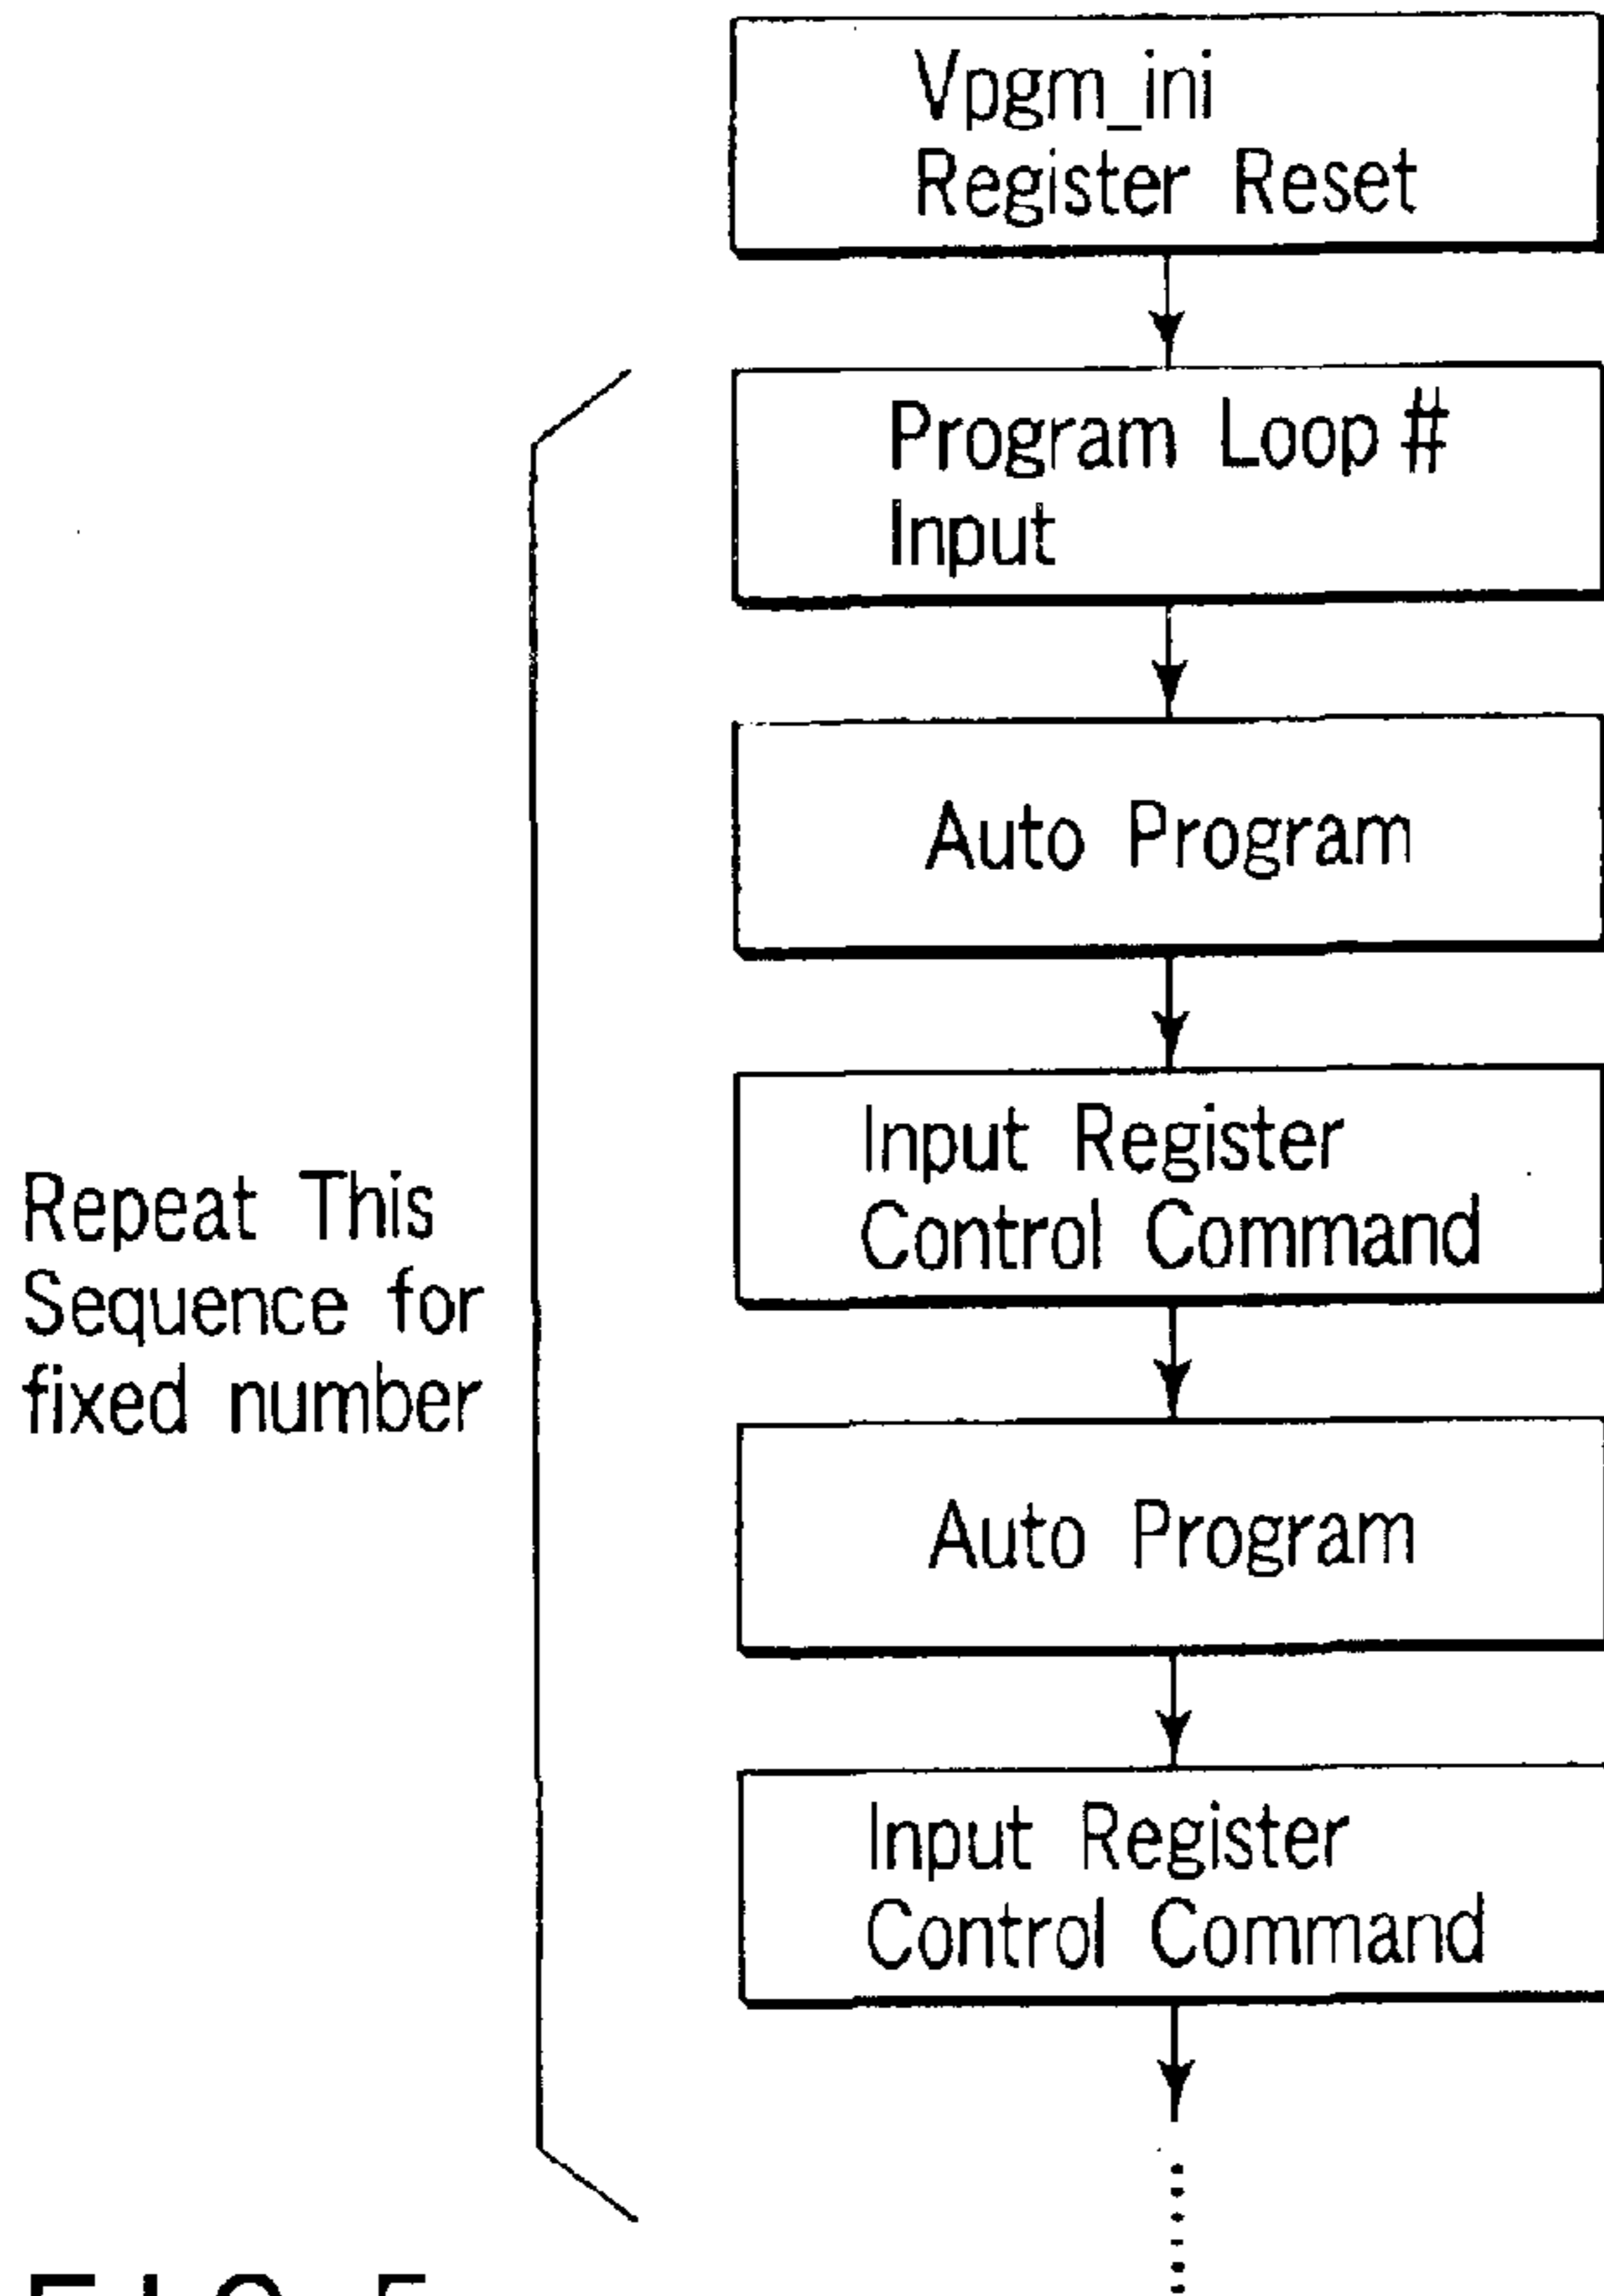 Vpgm_ini
Register Reset
Program Loop #
Input
Auto Program
Input Register
Control Command
Repeat This
Sequence for
fixed number
Auto Program
Input Register
Control Command